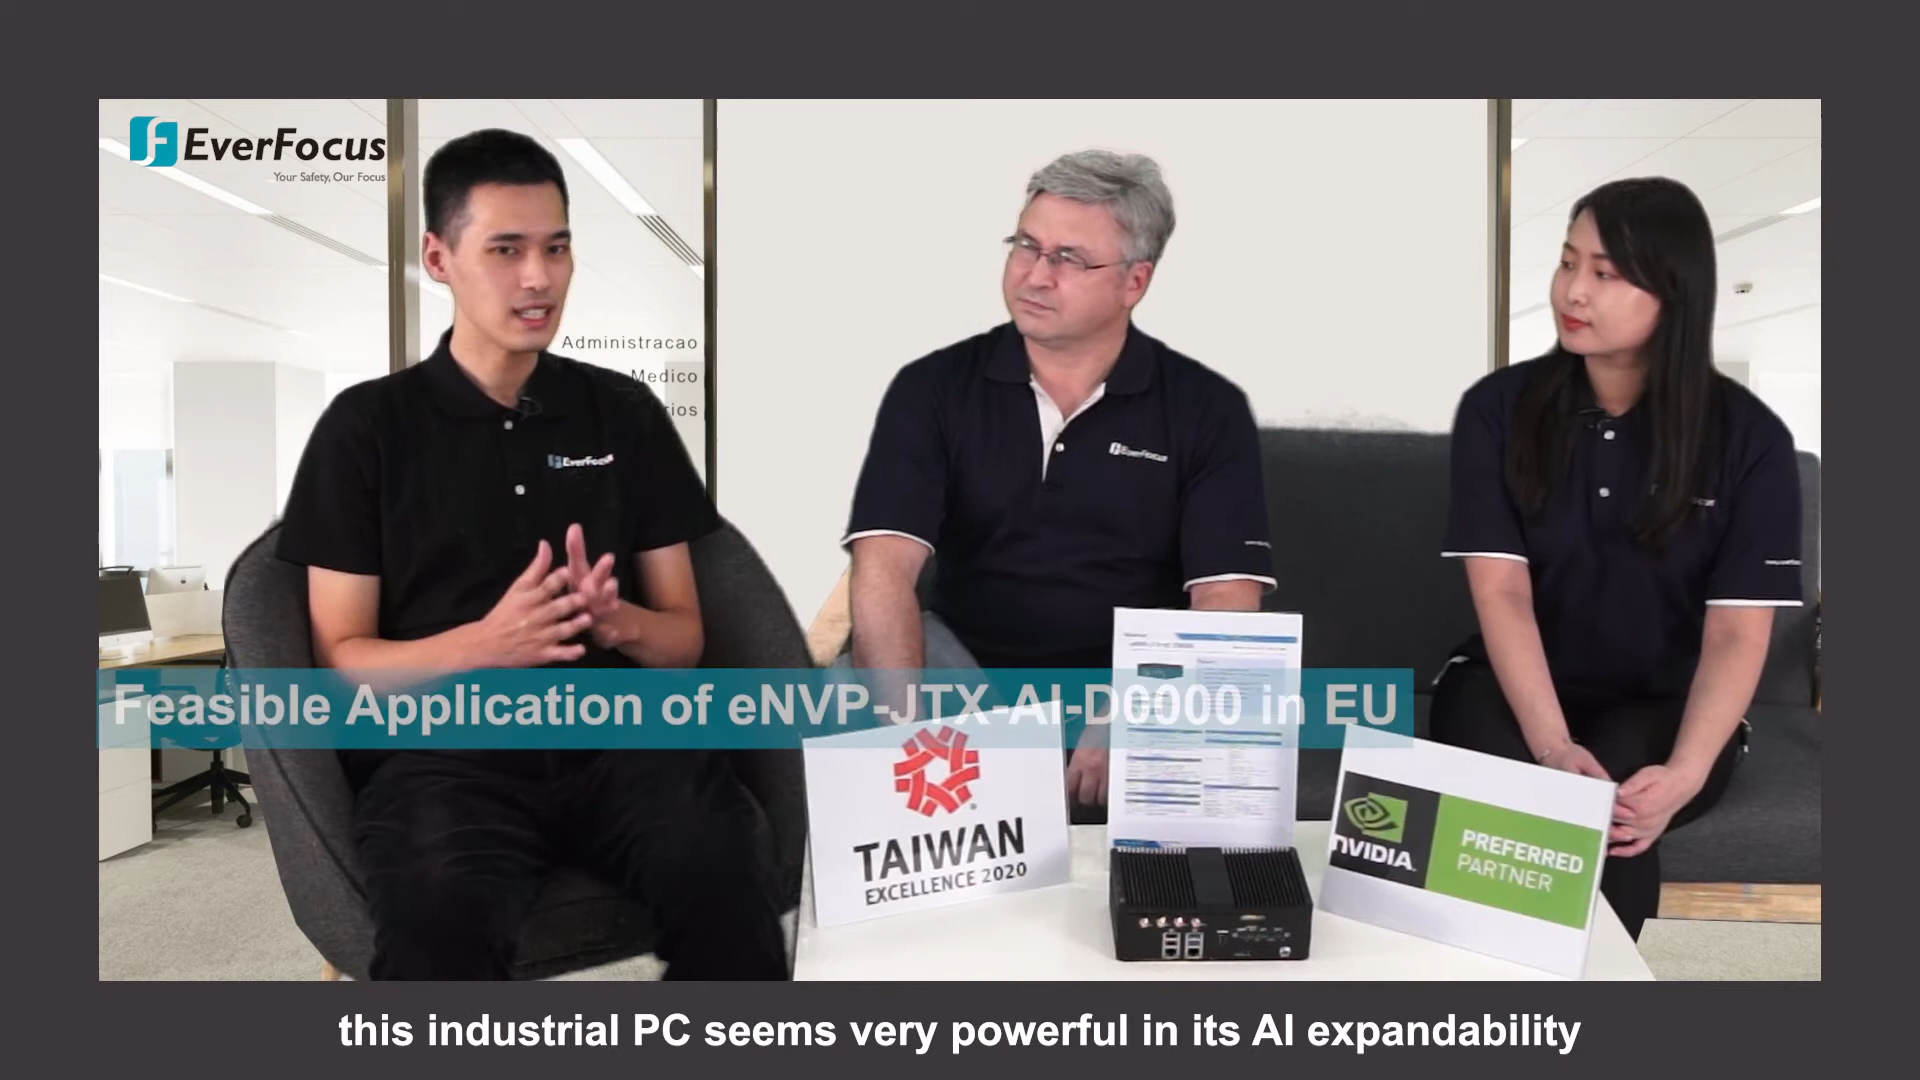 EverFocus
Your Safety, Our Focus
Administracao
Medico
rios
EverFocus
EverFocus
Feasible Application of eNVP-JTX-AI-D0000 in EU
TAIWAN
EXCELLENCE 2020
NVIDIA.
PREFERRED
PARTNER
this industrial PC seems very powerful in its AI expandability